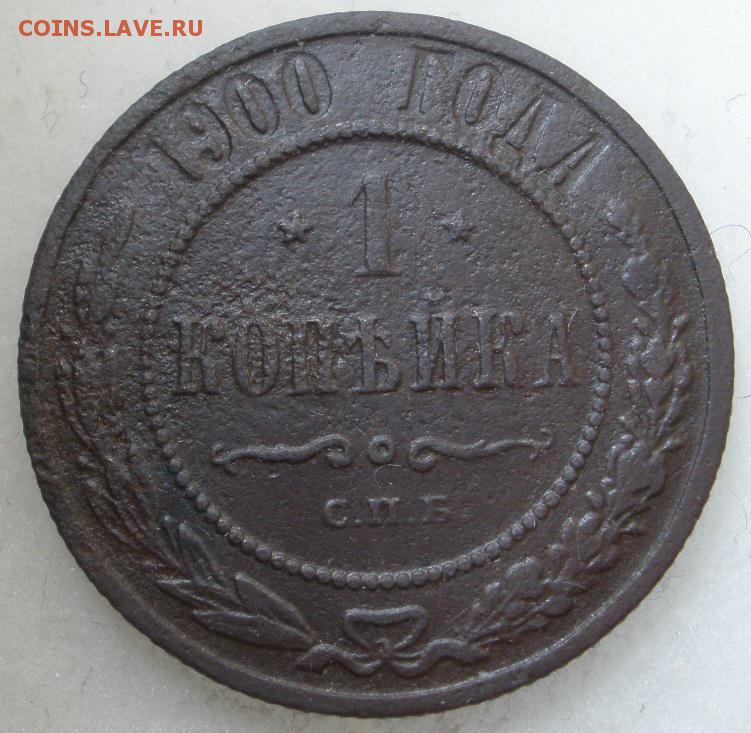 COINS.LAVE.RU
1900 ГОДА
1
КОПѢЙКА
С.П.Б